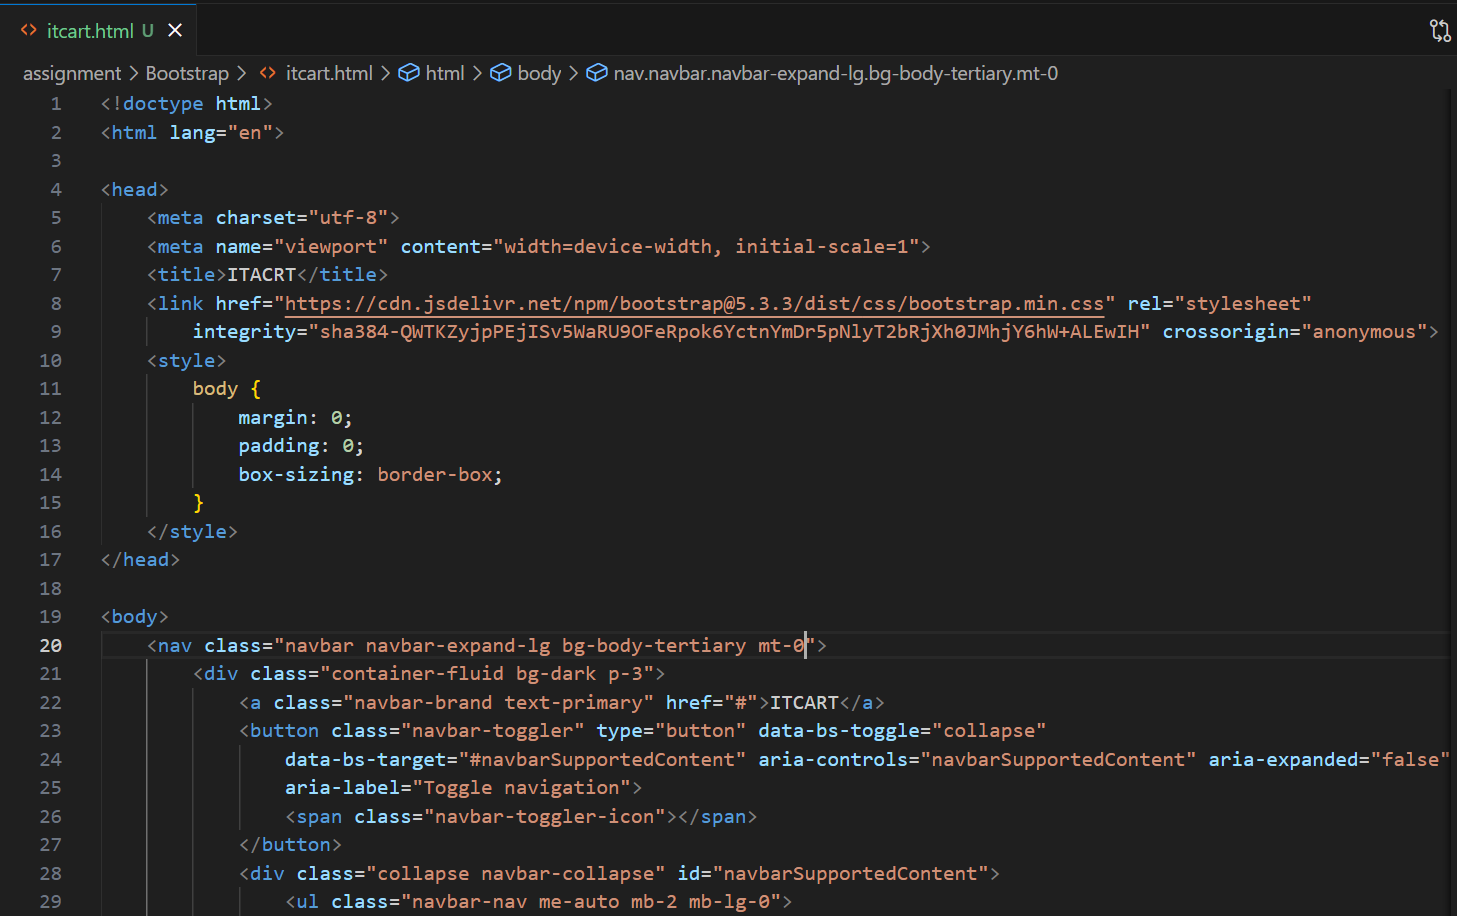 itcart.html U
assignment > Bootstrap > itcart.html > html > body > nav.navbar.navbar-expand-lg.bg-body-tertiary.mt-0
1 <!doctype html>
2 <html lang="en">
3
4 <head>
5 <meta charset="utf-8">
6 <meta name="viewport" content="width=device-width, initial-scale=1">
7 <title>ITACRT</title>
8 <link href="https://cdn.jsdelivr.net/npm/bootstrap@5.3.3/dist/css/bootstrap.min.css" rel="stylesheet"
9 integrity="sha384-QWTKZyjpPEjISv5WaRU9OFeRpok6YctnYmDr5pNlyT2bRjXh0JMhjY6hW+ALEwIH" crossorigin="anonymous">
10 <style>
11 body {
12 margin: 0;
13 padding: 0;
14 box-sizing: border-box;
15 }
16 </style>
17 </head>
18
19 <body>
20 <nav class="navbar navbar-expand-lg bg-body-tertiary mt-0">
21 <div class="container-fluid bg-dark p-3">
22 <a class="navbar-brand text-primary" href="#">ITCART</a>
23 <button class="navbar-toggler" type="button" data-bs-toggle="collapse"
24 data-bs-target="#navbarSupportedContent" aria-controls="navbarSupportedContent" aria-expanded="false"
25 aria-label="Toggle navigation">
26 <span class="navbar-toggler-icon"></span>
27 </button>
28 <div class="collapse navbar-collapse" id="navbarSupportedContent">
29 <ul class="navbar-nav me-auto mb-2 mb-lg-0">